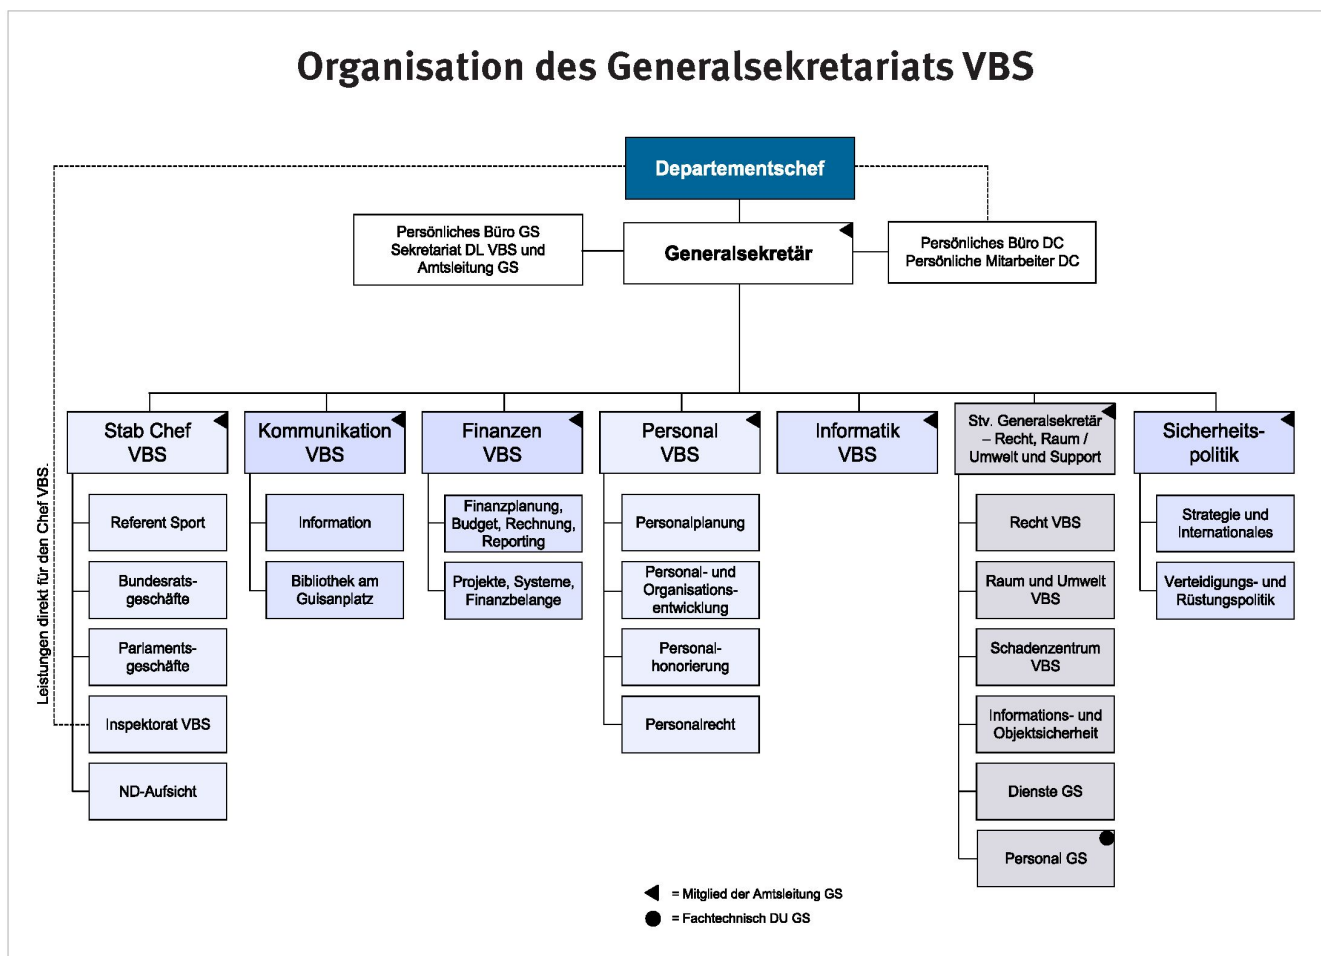 Organisation des Generalsekretariats VBS
Departementschef
Persönliches Büro GS
Sekretariat DL VBS und
Amtsleitung GS
Generalsekretär
Persönliches Büro DC
Persönliche Mitarbeiter DC
Leistungen direkt für den Chef VBS.
Stab Chef
VBS
Referent Sport
Bundesrats-
geschäfte
Parlaments-
geschäfte
Inspektorat VBS
ND-Aufsicht
Kommunikation
VBS
Information
Bibliothek am
Guisanplatz
Finanzen
VBS
Finanzplanung,
Budget, Rechnung,
Reporting
Projekte, Systeme,
Finanzbelange
Personal
VBS
Personalplanung
Personal- und
Organisations-
entwicklung
Personal-
honorierung
Personalrecht
Informatik
VBS
Stv. Generalsekretär
– Recht, Raum /
Umwelt und Support
Recht VBS
Raum und Umwelt
VBS
Schadenzentrum
VBS
Informations- und
Objektsicherheit
Dienste GS
Personal GS
Sicherheits-
politik
Strategie und
Internationales
Verteidigungs- und
Rüstungspolitik
= Mitglied der Amtsleitung GS
= Fachtechnisch DU GS